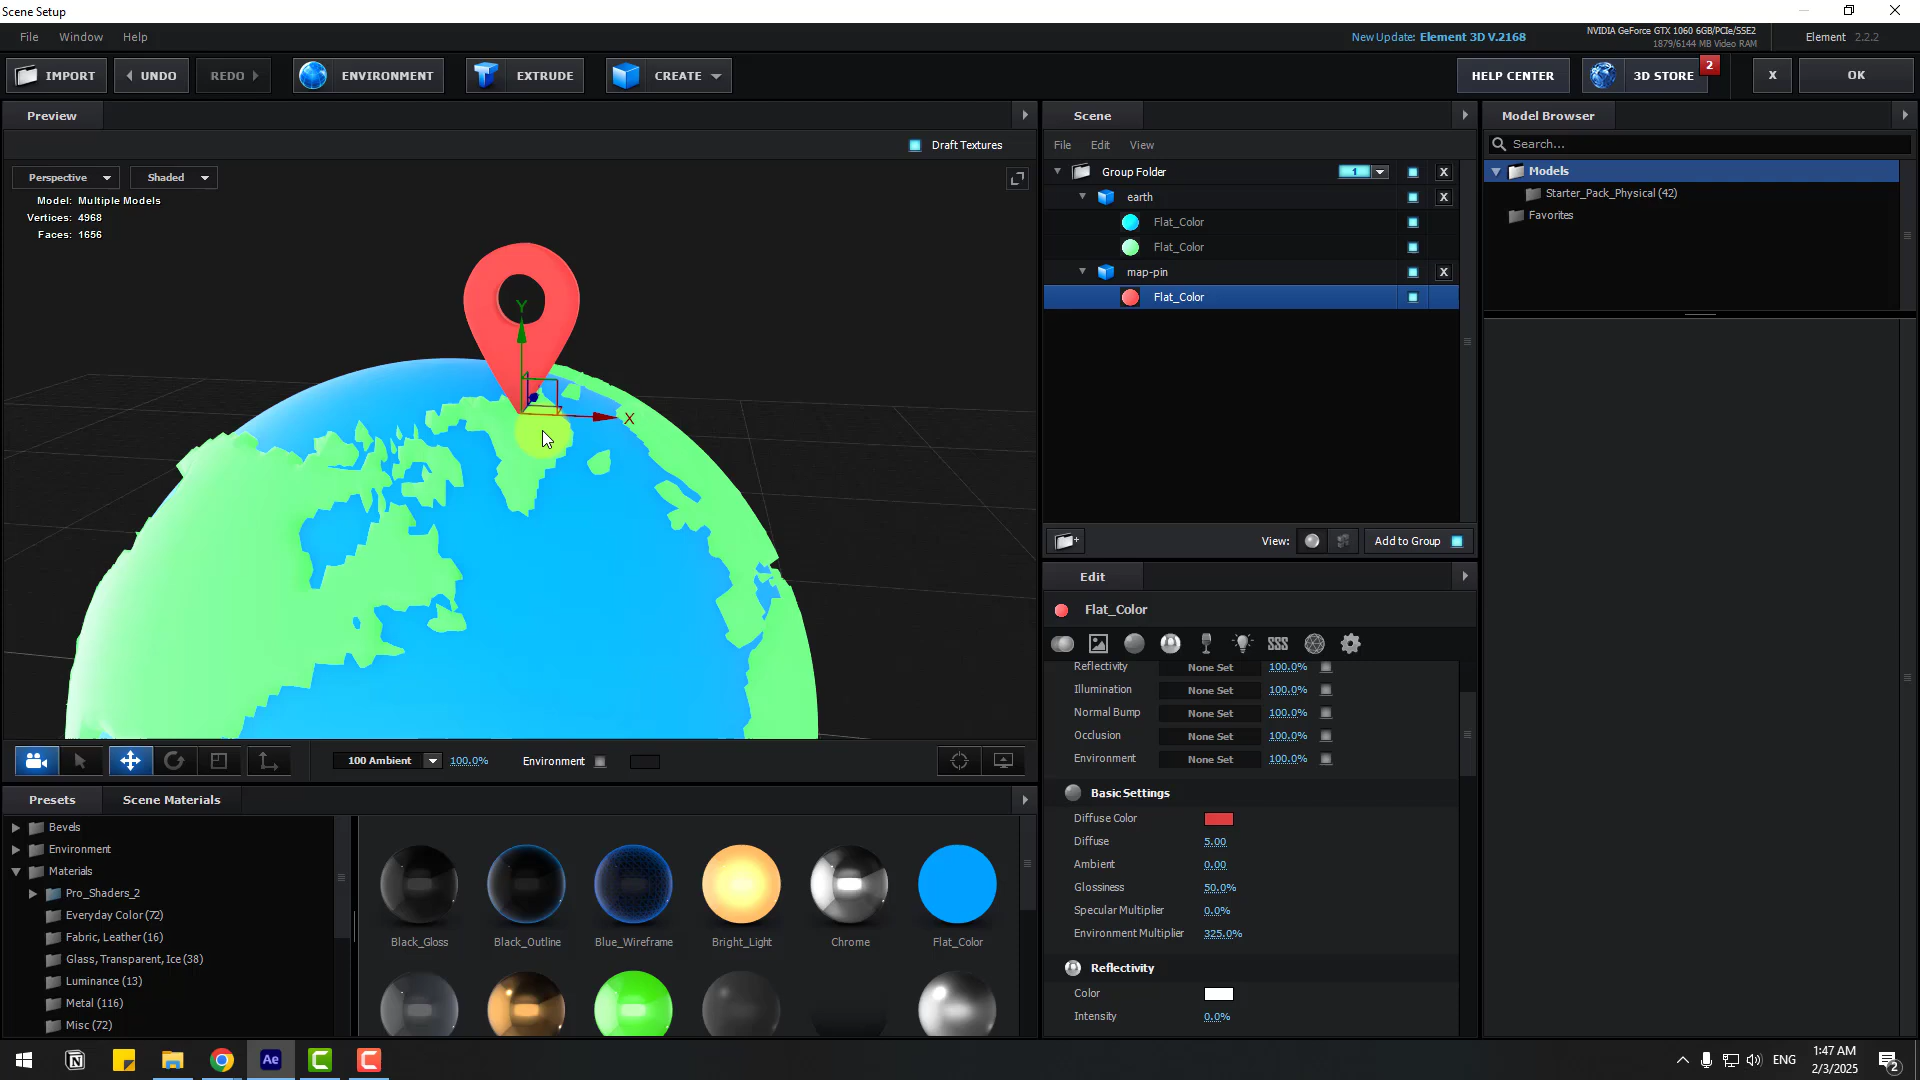 Scene Setup
File Window Help
New Update: Element 3D V.2168
NVIDIA GeForce GTX 1060 6GB/PCIe/SSE2
1879/6144 MB Video RAM
Element 2.2.2
IMPORT
UNDO
REDO
ENVIRONMENT
EXTRUDE
CREATE
HELP CENTER
3D STORE
2
X
OK
Preview
Draft Textures
Perspective
Shaded
Model: Multiple Models
Vertices: 4968
Faces: 1656
Y
X
100 Ambient
100.0%
Environment
Presets
Scene Materials
Bevels
Environment
Materials
Pro_Shaders_2
Everyday Color (72)
Fabric, Leather (16)
Glass, Transparent, Ice (38)
Luminance (13)
Metal (116)
Misc (72)
Black_Gloss
Black_Outline
Blue_Wireframe
Bright_Light
Chrome
Flat_Color
Scene
File Edit View
Group Folder
1
X
earth
X
Flat_Color
Flat_Color
map-pin
X
Flat_Color
View:
Add to Group
Edit
Flat_Color
Reflectivity None Set 100.0%
Illumination None Set 100.0%
Normal Bump None Set 100.0%
Occlusion None Set 100.0%
Environment None Set 100.0%
Basic Settings
Diffuse Color
Diffuse 5.00
Ambient 0.00
Glossiness 50.0%
Specular Multiplier 0.0%
Environment Multiplier 325.0%
Reflectivity
Color
Intensity 0.0%
Model Browser
Search...
Models
Starter_Pack_Physical (42)
Favorites
Ae
ENG
1:47 AM
2/3/2025
2